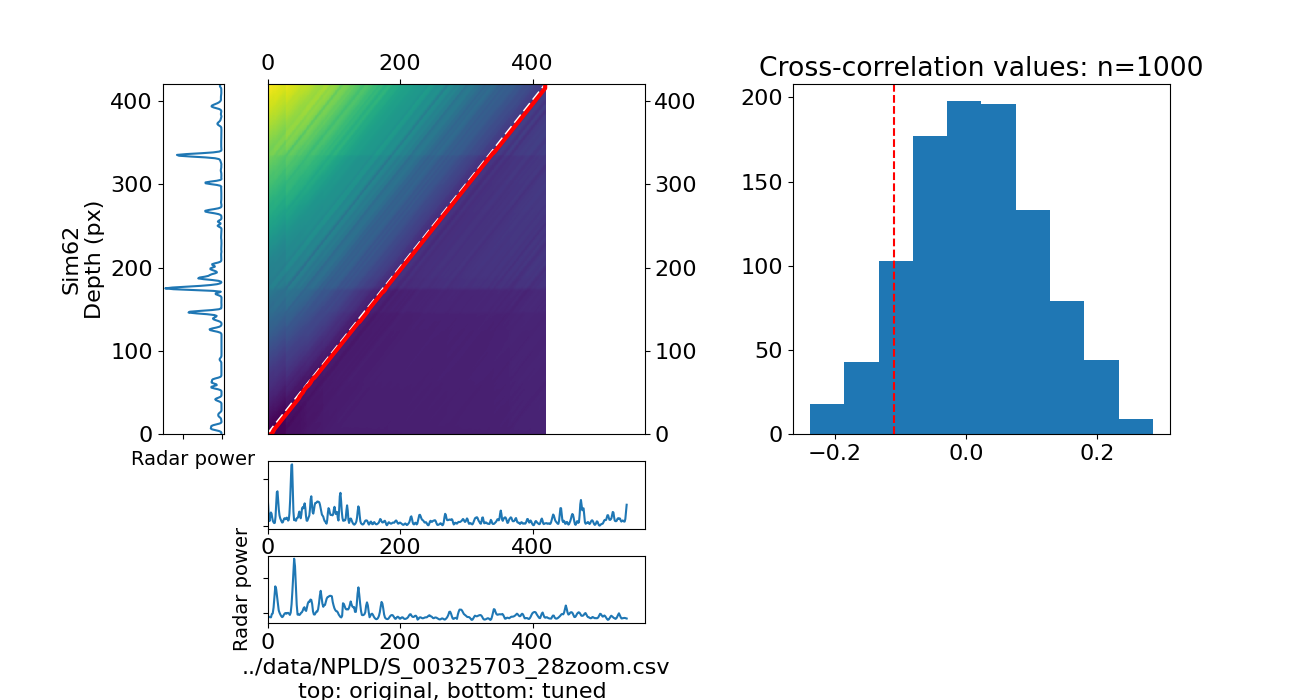 0 200 400
Cross-correlation values: n=1000
400
300
200
100
0
Sim62
Depth (px)
Radar power
400
300
200
100
0
200
150
100
50
0
−0.2 0.0 0.2
0 200 400
Radar power
0 200 400
../data/NPLD/S_00325703_28zoom.csv
top: original, bottom: tuned